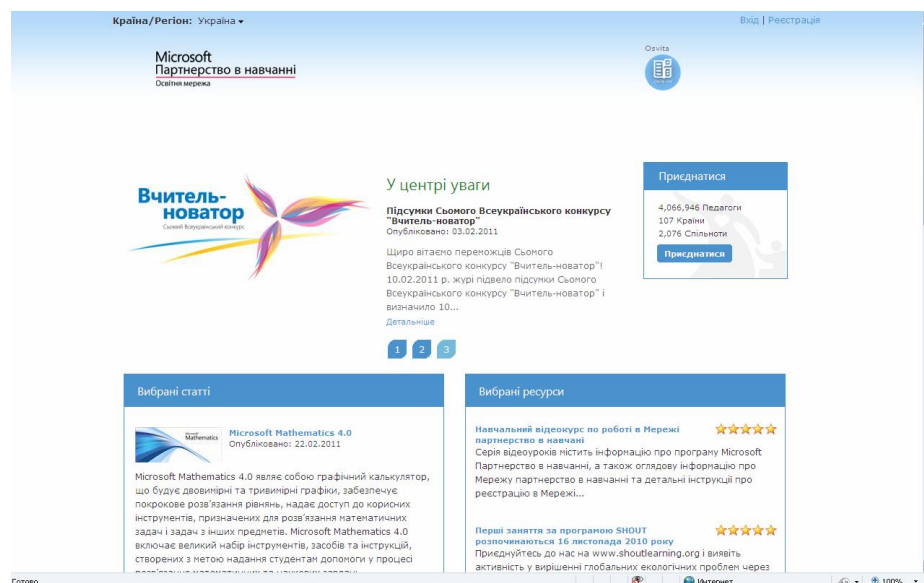 Країна/Регіон: Україна
Вхід | Реєстрація
Microsoft
Партнерство в навчанні
Освітня мережа
Osvita
Вчитель-
новатор
Сьомий Всеукраїнський конкурс
У центрі уваги
Підсумки Сьомого Всеукраїнського конкурсу
"Вчитель-новатор"
Опубліковано: 03.02.2011
Щиро вітаємо переможців Сьомого
Всеукраїнського конкурсу "Вчитель-новатор"!
10.02.2011 р. журі підвело підсумки Сьомого
Всеукраїнського конкурсу "Вчитель-новатор" і
визначило 10...
Детальніше
1 2 3
Приєднатися
4,066,946 Педагоги
107 Країни
2,076 Спільноти
Приєднатися
Вибрані статті
Mathematics
Microsoft Mathematics 4.0
Опубліковано: 22.02.2011
Microsoft Mathematics 4.0 являє собою графічний калькулятор,
що будує двовимірні та тривимірні графіки, забезпечує
покрокове розв'язання рівнянь, надає доступ до корисних
інструментів, призначених для розв'язання математичних
задач і задач з інших предметів. Microsoft Mathematics 4.0
включає великий набір інструментів, засобів та інструкцій,
створених з метою надання студентам допомоги у процесі
розв'язання математичних та наукових завдань
Вибрані ресурси
Навчальний відеокурс по роботі в Мережі
партнерство в навчані
Серія відеоуроків містить інформацію про програму Microsoft
Партнерство в навчанні, а також оглядову інформацію про
Мережу партнерство в навчанні та детальні інструкції про
реєстрацію в Мережі...
Перші заняття за програмою SHOUT
розпочинаються 16 листопада 2010 року
Приєднуйтесь до нас на www.shoutlearning.org і виявіть
активність у вирішенні глобальних екологічних проблем через
Готово
Интернет
100%